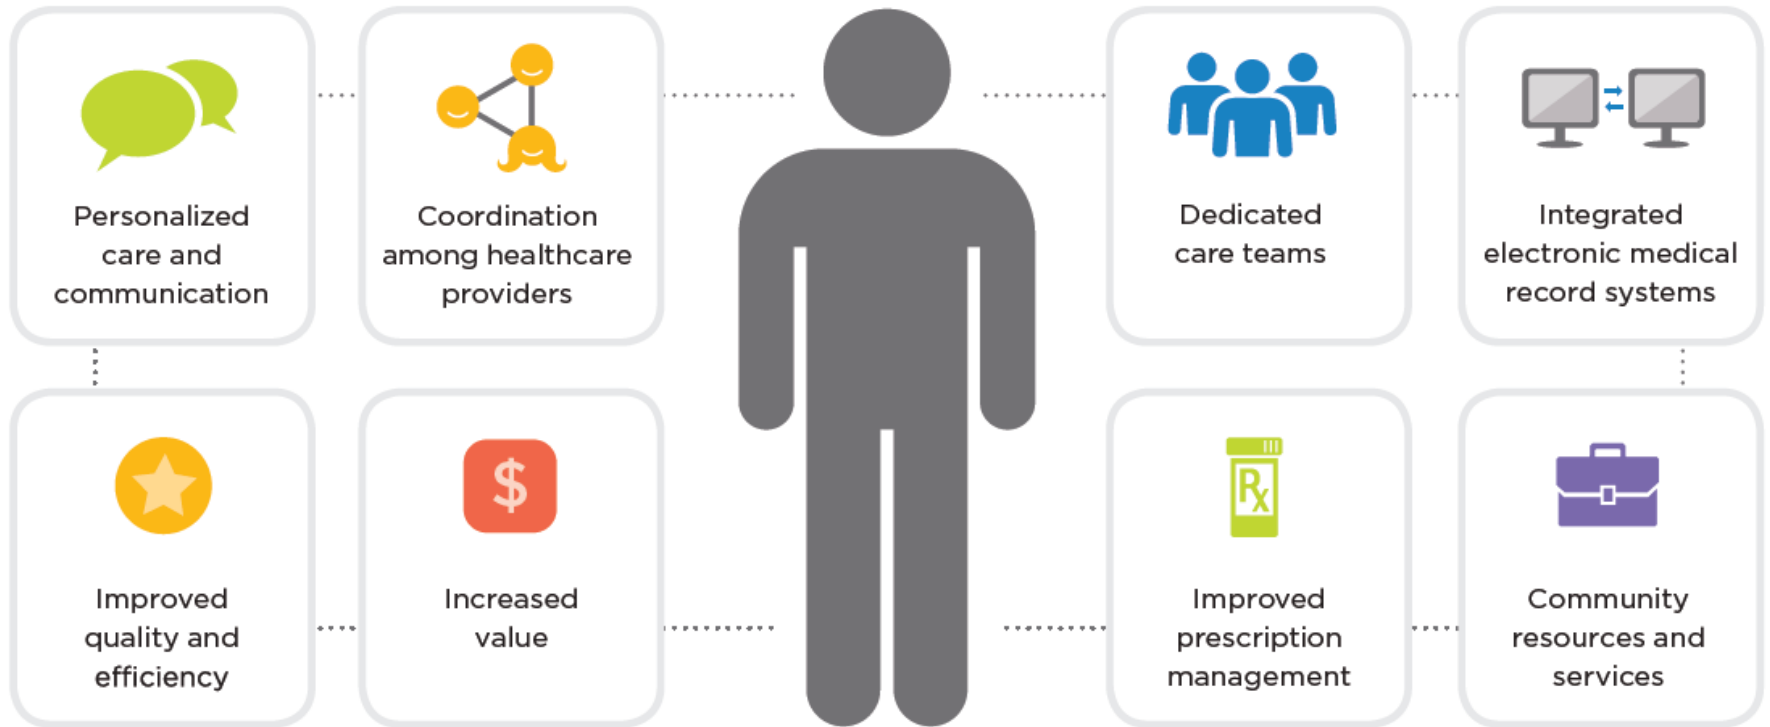 Personalized
care and
communication
Coordination
among healthcare
providers
Dedicated
care teams
Integrated
electronic medical
record systems
Improved
quality and
efficiency
$
Increased
value
Rx
Improved
prescription
management
Community
resources and
services